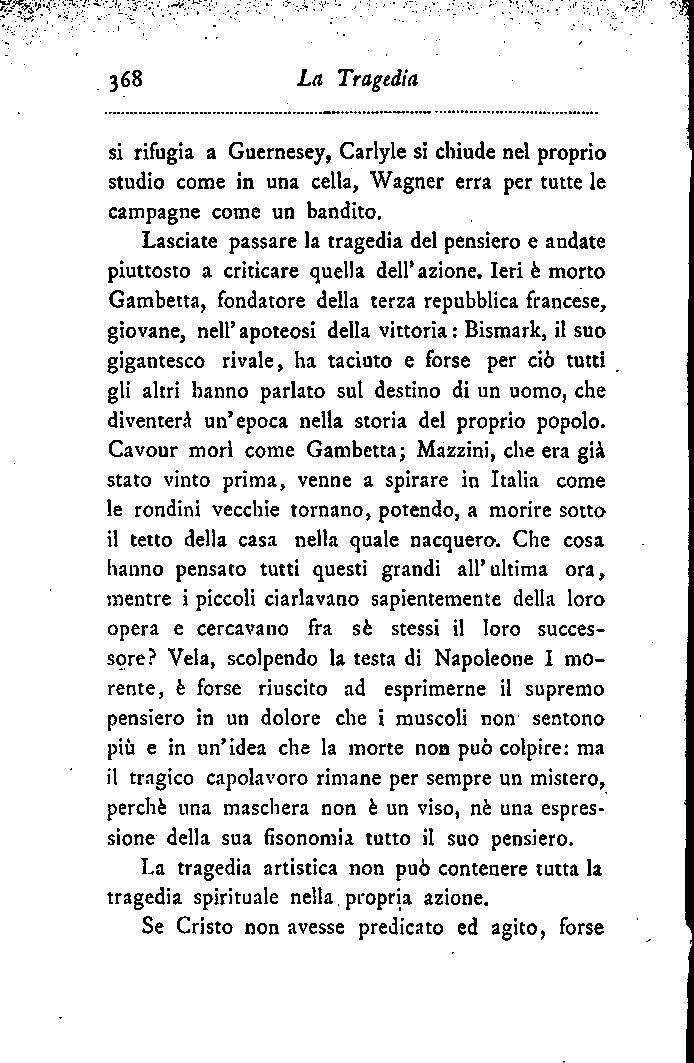 368 La Tragedia
si rifugia a Guernesey, Carlyle si chiude nel proprio
studio come in una cella, Wagner erra per tutte le
campagne come un bandito.
Lasciate passare la tragedia del pensiero e andate
piuttosto a criticare quella dell'azione. Ieri è morto
Gambetta, fondatore della terza repubblica francese,
giovane, nell'apoteosi della vittoria: Bismark, il suo
gigantesco rivale, ha taciuto e forse per ciò tutti
gli altri hanno parlato sul destino di un uomo, che
diventerà un'epoca nella storia del proprio popolo.
Cavour morì come Gambetta; Mazzini, che era già
stato vinto prima, venne a spirare in Italia come
le rondini vecchie tornano, potendo, a morire sotto
il tetto della casa nella quale nacquero. Che cosa
hanno pensato tutti questi grandi all'ultima ora,
mentre i piccoli ciarlavano sapientemente della loro
opera e cercavano fra sè stessi il loro succes-
sore? Vela, scolpendo la testa di Napoleone I mo-
rente, è forse riuscito ad esprimerne il supremo
pensiero in un dolore che i muscoli non sentono
più e in un'idea che la morte non può colpire: ma
il tragico capolavoro rimane per sempre un mistero,
perchè una maschera non è un viso, nè una espres-
sione della sua fisonomia tutto il suo pensiero.
La tragedia artistica non può contenere tutta la
tragedia spirituale nella propria azione.
Se Cristo non avesse predicato ed agito, forse